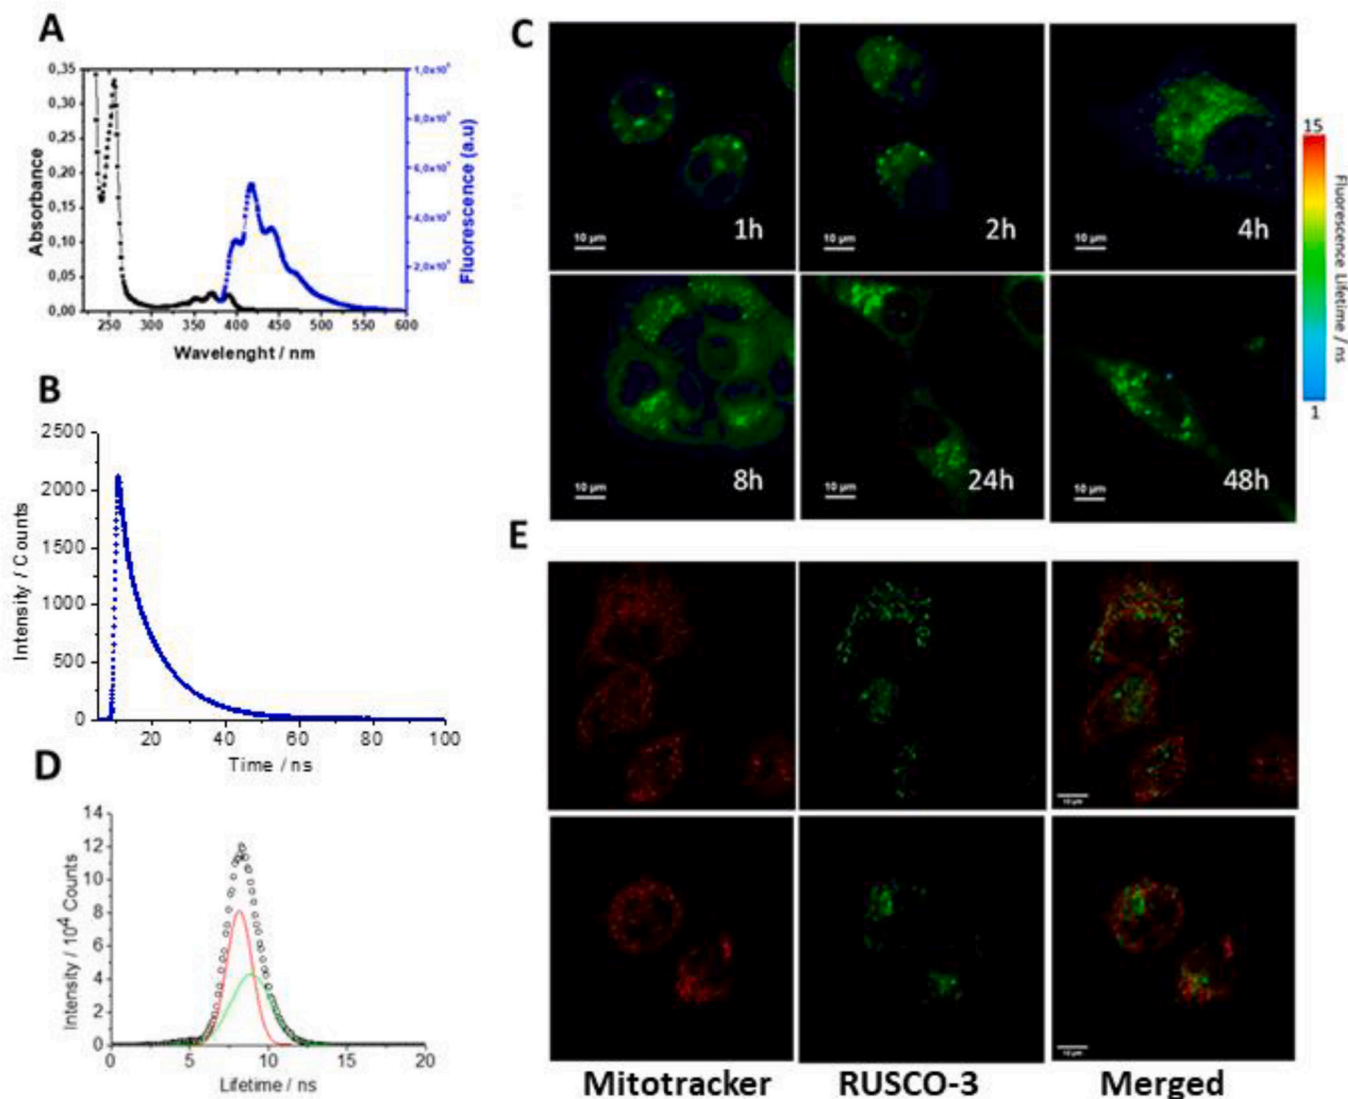 A
0,35
0,30
0,25
0,20
0,15
0,10
0,05
0,00
Absorbance
250 300 350 400 450 500 550 600
Wavelenght / nm
Fluorescence (a.u)
B
2500
2000
1500
1000
500
0
Intensity / Counts
20 40 60 80 100
Time / ns
D
14
12
10
8
6
4
2
0
Intensity / 10⁴ Counts
0 5 10 15 20
Lifetime / ns
C
10 µm 1h
10 µm 2h
10 µm 4h
10 µm 8h
10 µm 24h
10 µm 48h
15
Fluorescence Lifetime / ns
1
E
10 µm
10 µm
Mitotracker RUSCO-3 Merged